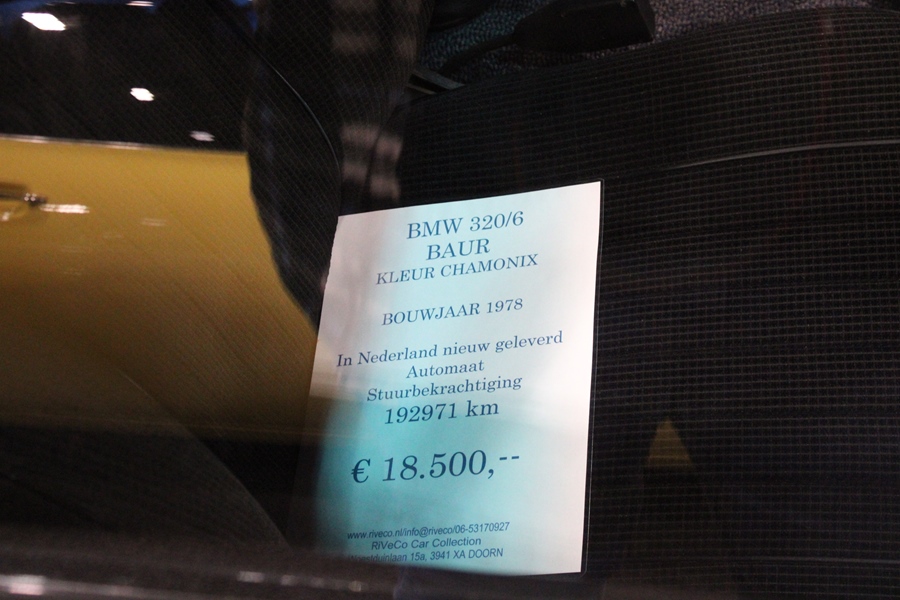 BMW 320/6
BAUR
KLEUR CHAMONIX
BOUWJAAR 1978
In Nederland nieuw geleverd
Automaat
Stuurbekrachtiging
192971 km
€ 18.500,--
www.riveco.nl/info@riveco/06-53170927
RiVeCo Car Collection
15a, 3941 XA DOORN